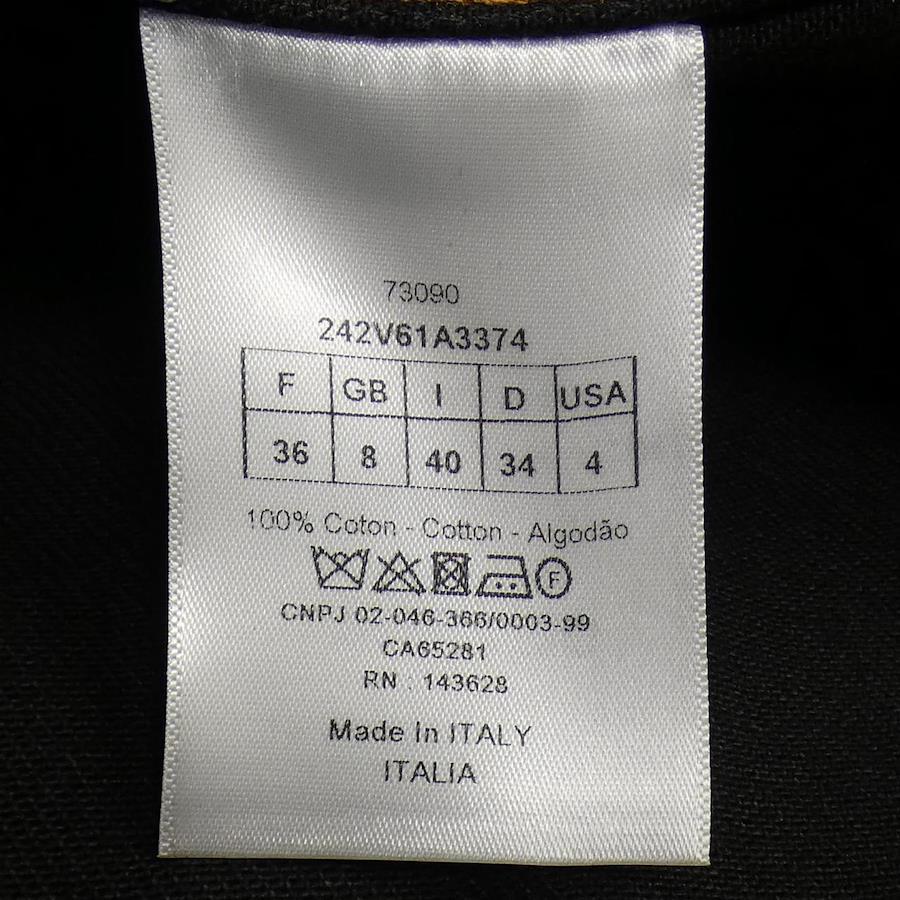 73090
242V61A3374
F GB I D USA
36 8 40 34 4
100% Coton - Cotton - Algodão
F
CNPJ 02-046-366/0003-99
CA65281
RN : 143628
Made In ITALY
ITALIA